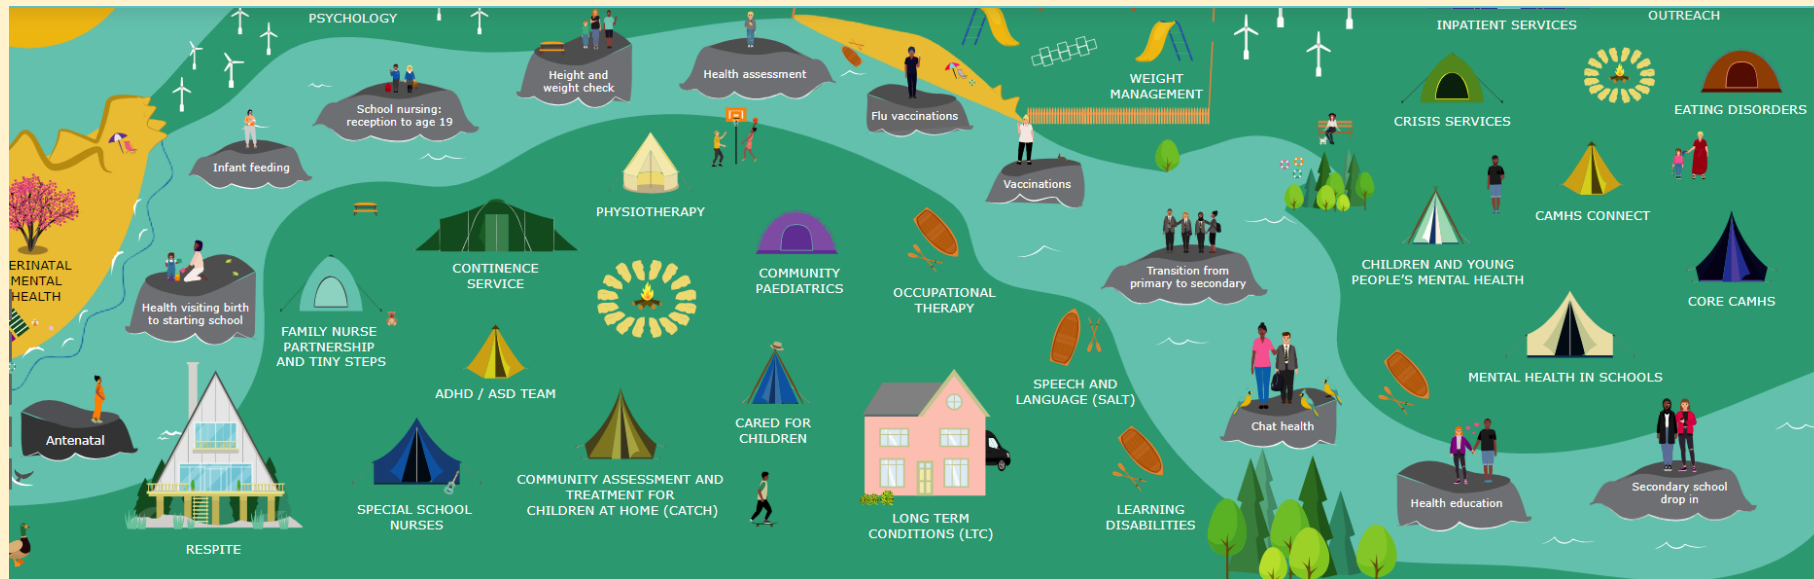 PSYCHOLOGY
INPATIENT SERVICES
OUTREACH
Height and
weight check
Health assessment
WEIGHT
MANAGEMENT
EATING DISORDERS
School nursing:
reception to age 19
Flu vaccinations
CRISIS SERVICES
Infant feeding
Vaccinations
PHYSIOTHERAPY
CAMHS CONNECT
ERINATAL
MENTAL
HEALTH
CONTINENCE
SERVICE
COMMUNITY
PAEDIATRICS
OCCUPATIONAL
THERAPY
Transition from
primary to secondary
CHILDREN AND YOUNG
PEOPLE'S MENTAL HEALTH
CORE CAMHS
Health visiting birth
to starting school
FAMILY NURSE
PARTNERSHIP
AND TINY STEPS
ADHD / ASD TEAM
CARED FOR
CHILDREN
SPEECH AND
LANGUAGE (SALT)
MENTAL HEALTH IN SCHOOLS
Antenatal
Chat health
RESPITE
SPECIAL SCHOOL
NURSES
COMMUNITY ASSESSMENT AND
TREATMENT FOR
CHILDREN AT HOME (CATCH)
LONG TERM
CONDITIONS (LTC)
LEARNING
DISABILITIES
Health education
Secondary school
drop in